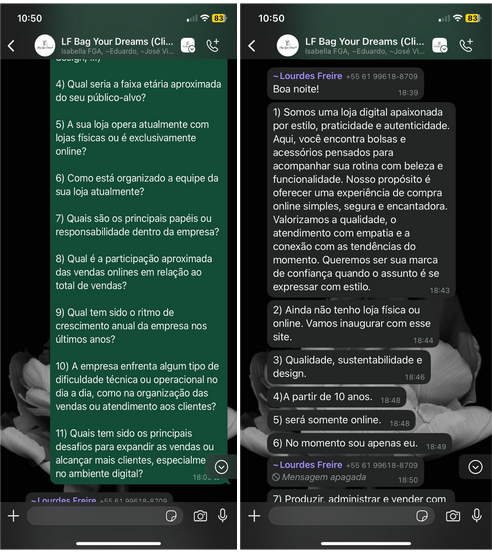 10:50
83
LF Bag Your Dreams (Cli...
Isabella FGA, ~Eduardo, ~José Vi...
4) Qual seria a faixa etária aproximada
do seu público-alvo?
5) A sua loja opera atualmente com
lojas físicas ou é exclusivamente
online?
6) Como está organizado a equipe da
sua loja atualmente?
7) Quais são os principais papéis ou
responsabilidade dentro da empresa?
8) Qual é a participação aproximada
das vendas onlines em relação ao
total de vendas?
9) Qual tem sido o ritmo de
crescimento anual da empresa nos
últimos anos?
10) A empresa enfrenta algum tipo de
dificuldade técnica ou operacional no
dia a dia, como na organização das
vendas ou atendimento aos clientes?
11) Quais tem sido os principais
desafios para expandir as vendas ou
alcançar mais clientes, especialme
no ambiente digital?
~Lourdes Freire +55 61 99618-8709
10:50
83
LF Bag Your Dreams (Cli...
Isabella FGA, ~Eduardo, ~José Vi...
~Lourdes Freire +55 61 99618-8709
Boa noite!
18:39
1) Somos uma loja digital apaixonada
por estilo, praticidade e autenticidade.
Aqui, você encontra bolsas e
acessórios pensados para
acompanhar sua rotina com beleza e
funcionalidade. Nosso propósito é
oferecer uma experiência de compra
online simples, segura e encantadora.
Valorizamos a qualidade, o
atendimento com empatia e a
conexão com as tendências do
momento. Queremos ser sua marca
de confiança quando o assunto é se
expressar com estilo.
18:43
2) Ainda não tenho loja física ou
online. Vamos inaugurar com esse
site.
18:44
3) Qualidade, sustentabilidade e
design.
18:46
4)A partir de 10 anos.
18:48
5) será somente online.
18:48
6) No momento sou apenas eu.
18:49
~Lourdes Freire +55 61 99618-8709
Mensagem apagada
18:50
7) Produzir, administrar e vender com